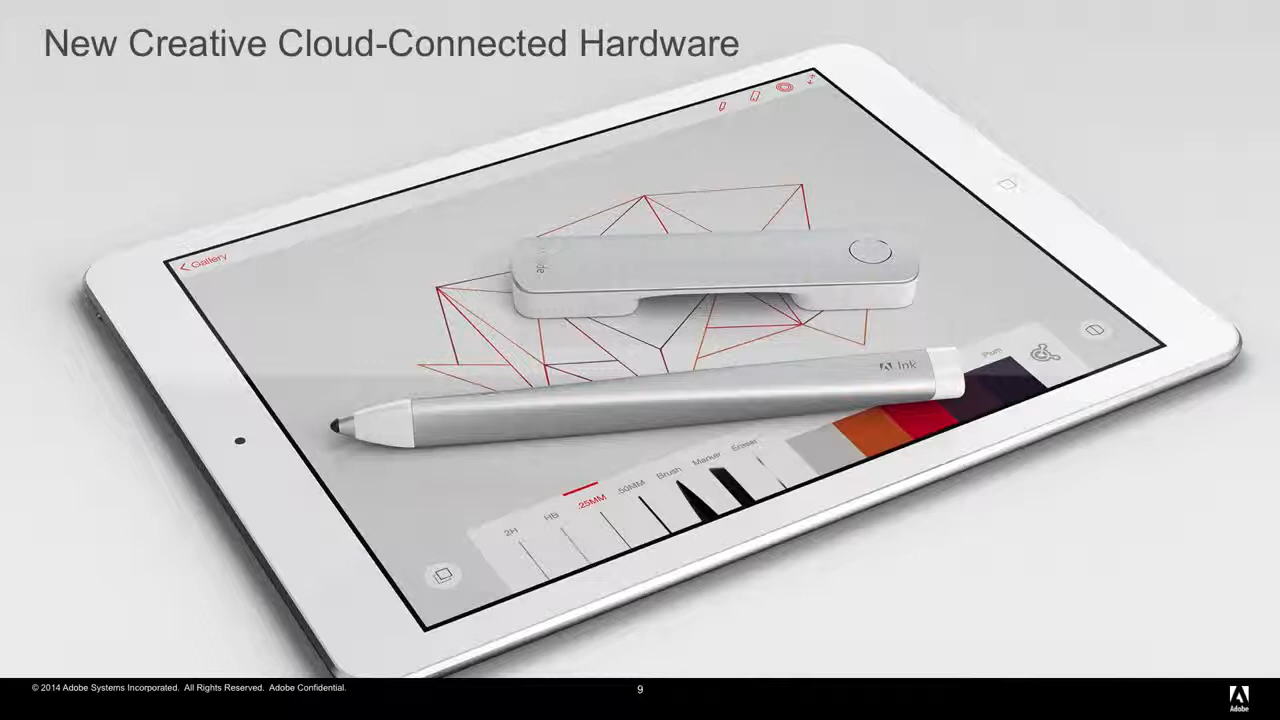 New Creative Cloud-Connected Hardware
Gallery
Ink
Plum
Eraser
Marker
Brush
.50MM
.25MM
HB
2H
© 2014 Adobe Systems Incorporated. All Rights Reserved. Adobe Confidential.
9
Adobe